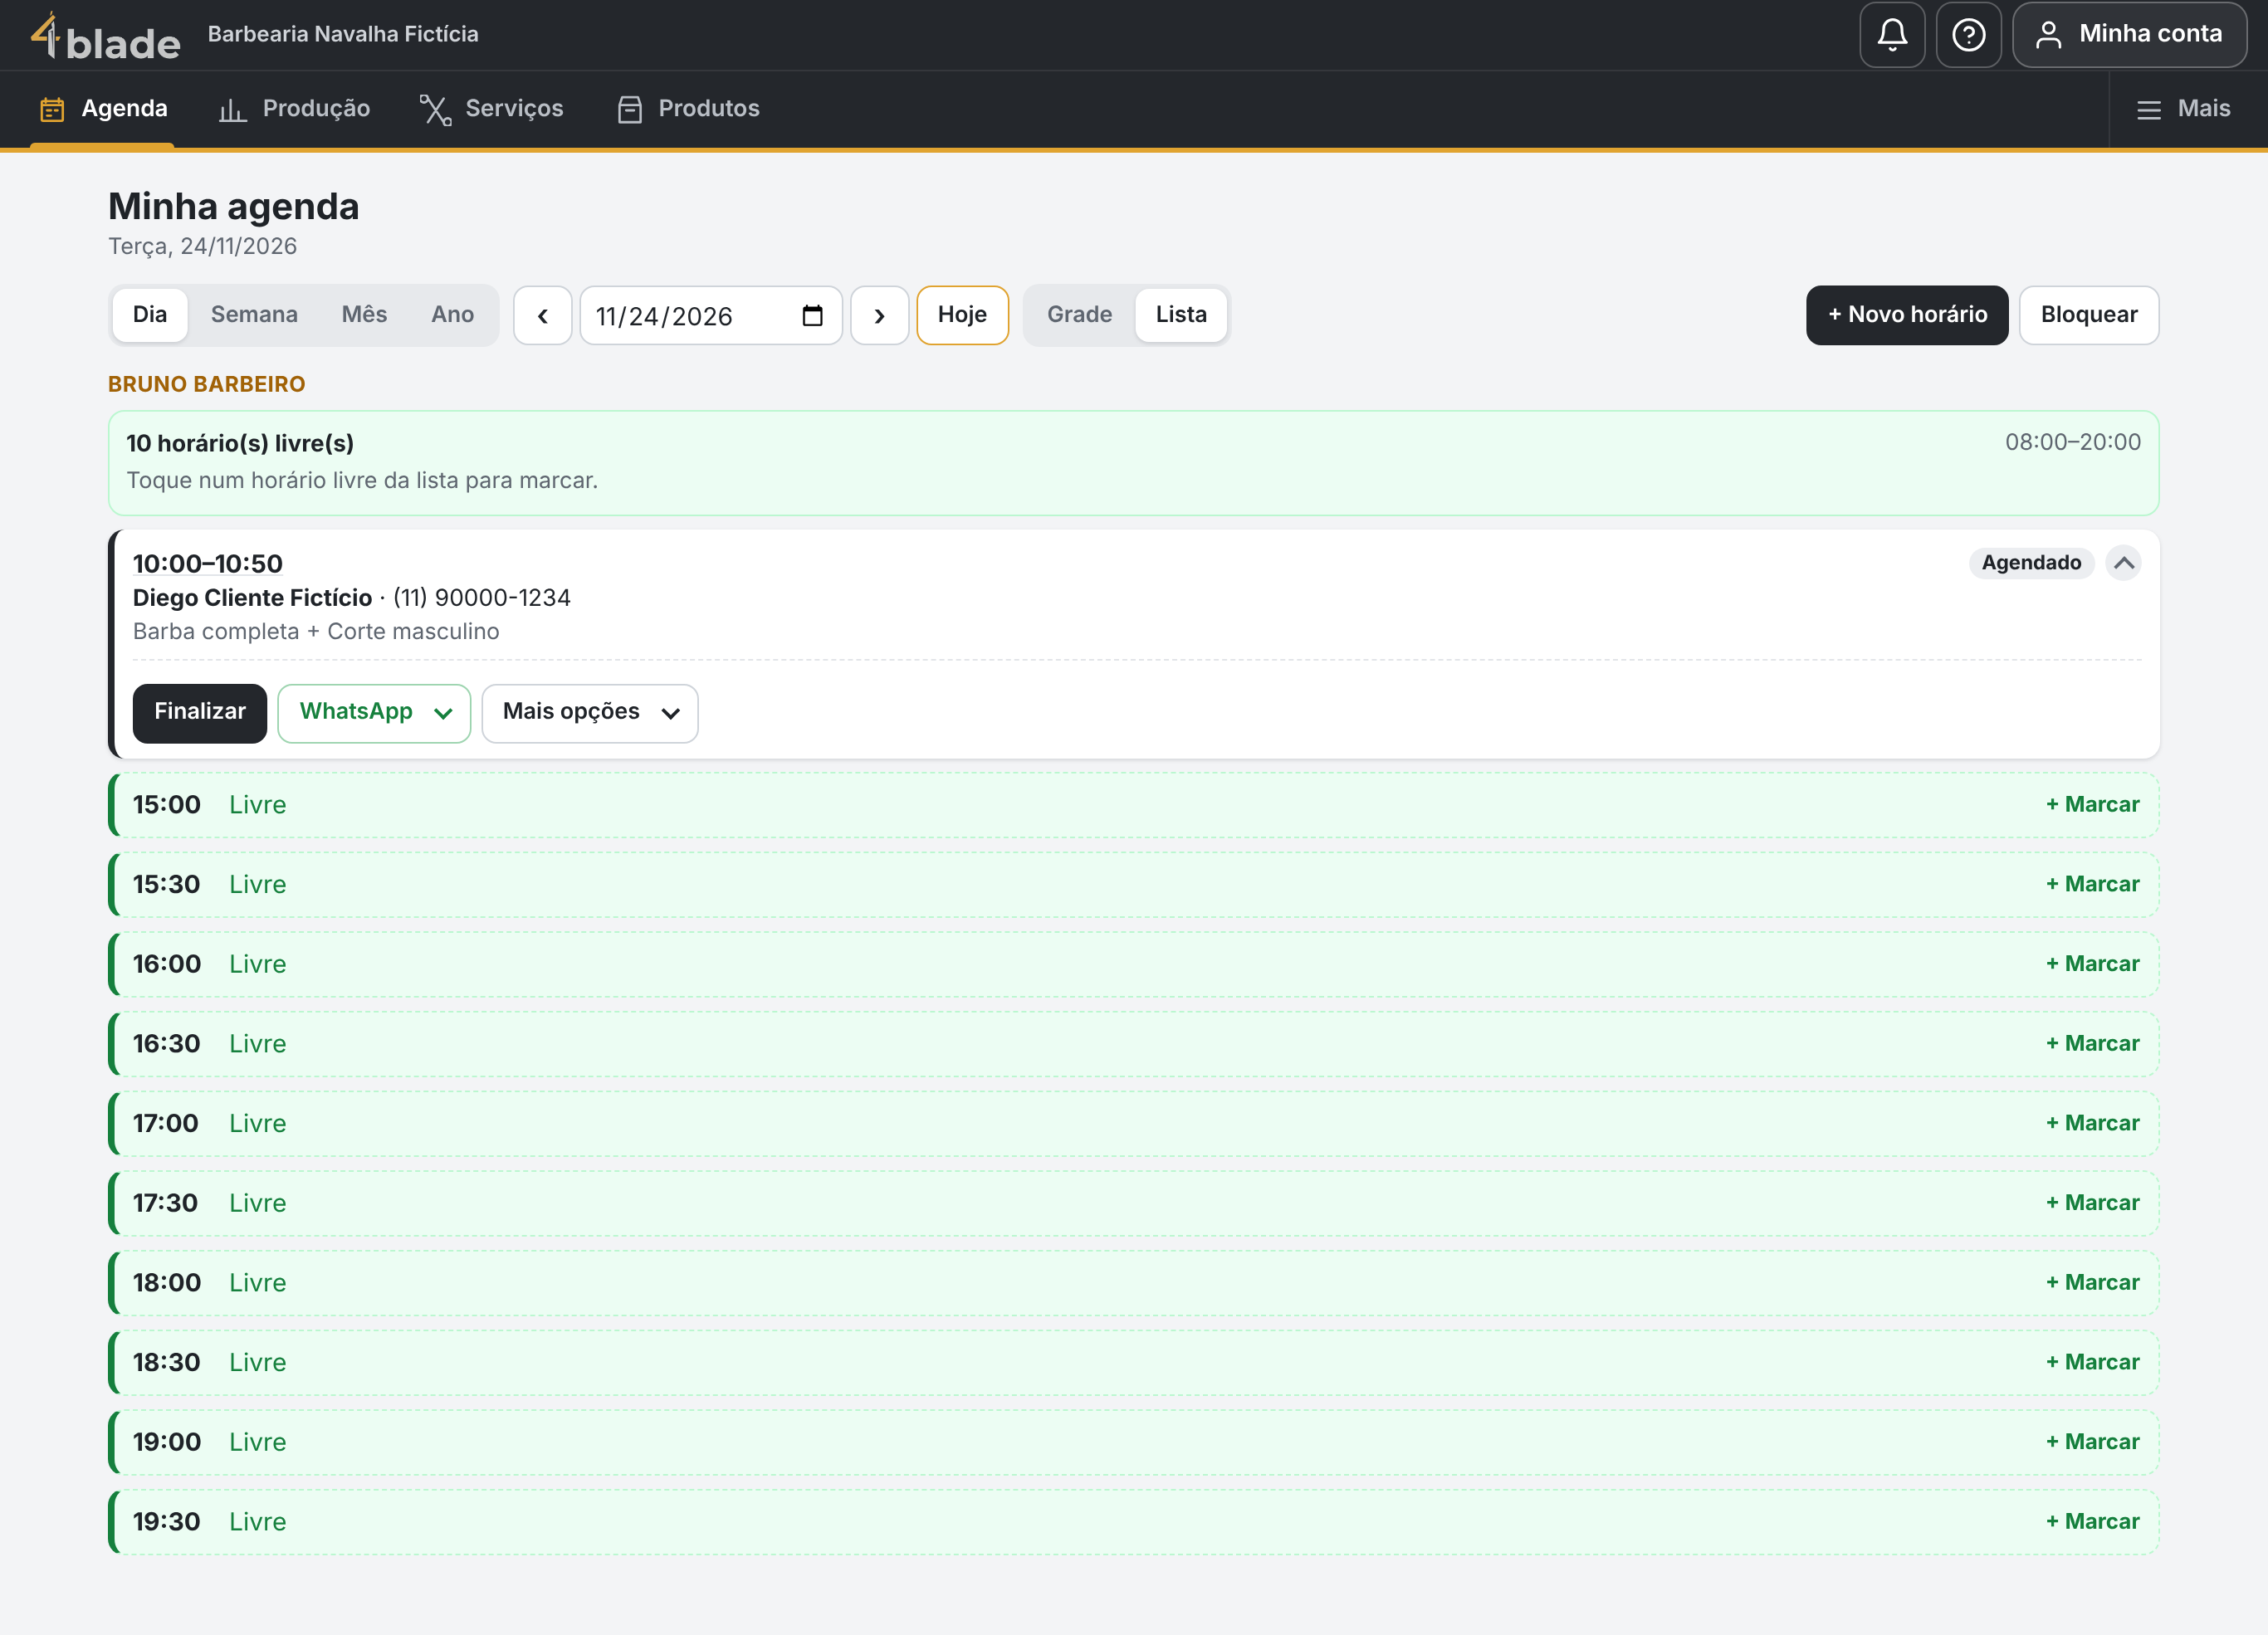 4blade Barbearia Navalha Fictícia Minha conta
Agenda Produção Serviços Produtos Mais
Minha agenda
Terça, 24/11/2026
Dia Semana Mês Ano ‹ 11/24/2026 › Hoje Grade Lista + Novo horário Bloquear
BRUNO BARBEIRO
10 horário(s) livre(s) 08:00–20:00
Toque num horário livre da lista para marcar.
10:00–10:50 Agendado
Diego Cliente Fictício · (11) 90000-1234
Barba completa + Corte masculino
Finalizar WhatsApp Mais opções
15:00 Livre + Marcar
15:30 Livre + Marcar
16:00 Livre + Marcar
16:30 Livre + Marcar
17:00 Livre + Marcar
17:30 Livre + Marcar
18:00 Livre + Marcar
18:30 Livre + Marcar
19:00 Livre + Marcar
19:30 Livre + Marcar